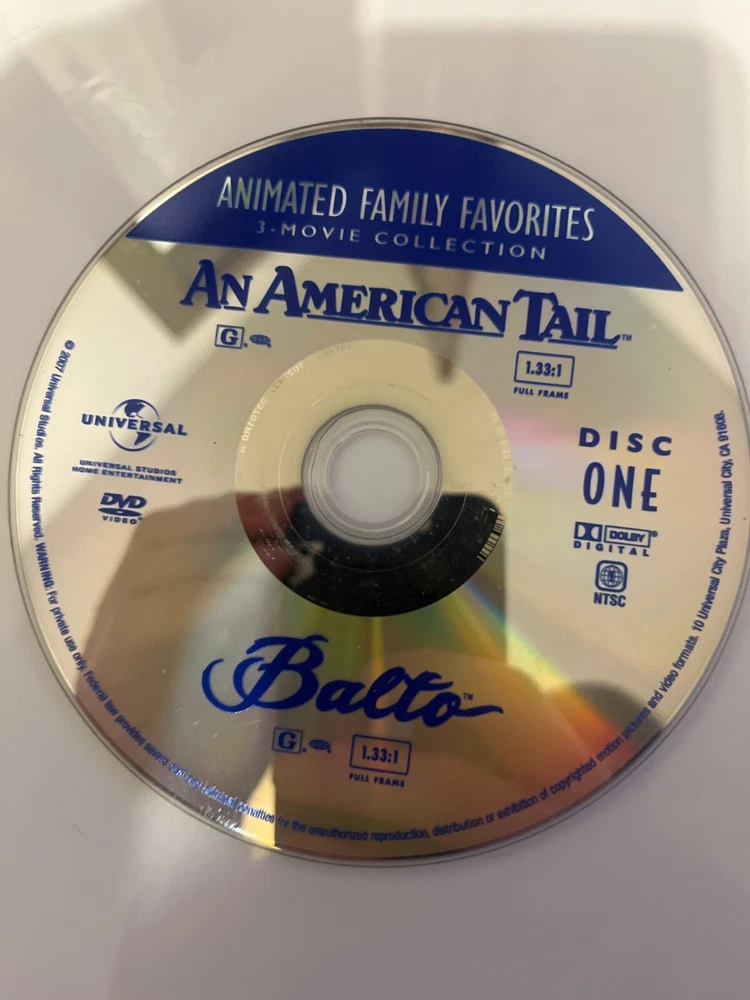 ANIMATED FAMILY FAVORITES
3-MOVIE COLLECTION
AN AMERICAN TAIL™
G.
1.33:1
FULL FRAME
UNIVERSAL
UNIVERSAL STUDIOS
HOME ENTERTAINMENT
DVD
VIDEO
DISC
ONE
DOLBY
DIGITAL
NTSC
Balto™
G.
1.33:1
FULL FRAME
© 2007 Universal Studios. All Rights Reserved. WARNING: For private use only. Federal law provides severe civil and criminal penalties for the unauthorized reproduction, distribution or exhibition of copyrighted motion pictures and video formats. 10 Universal City Plaza, Universal City, CA 91608.